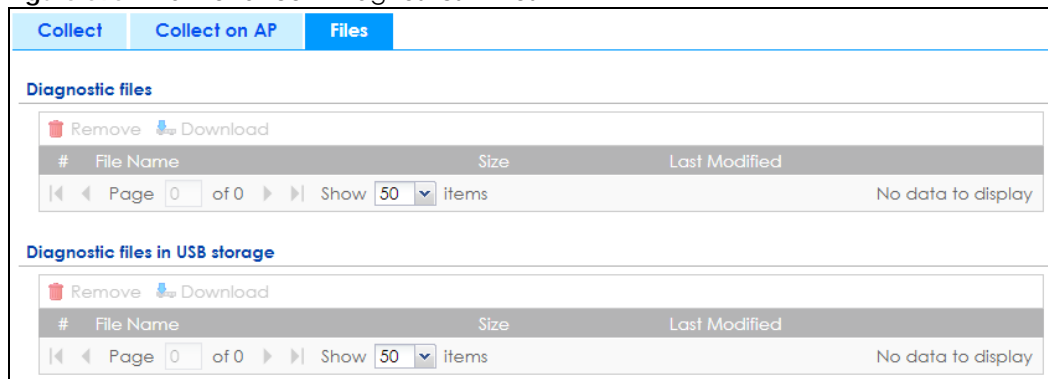 Collect Collect on AP Files
Diagnostic files
Remove Download
# File Name Size Last Modified
Page 0 of 0 Show 50 items No data to display
Diagnostic files in USB storage
Remove Download
# File Name Size Last Modified
Page 0 of 0 Show 50 items No data to display